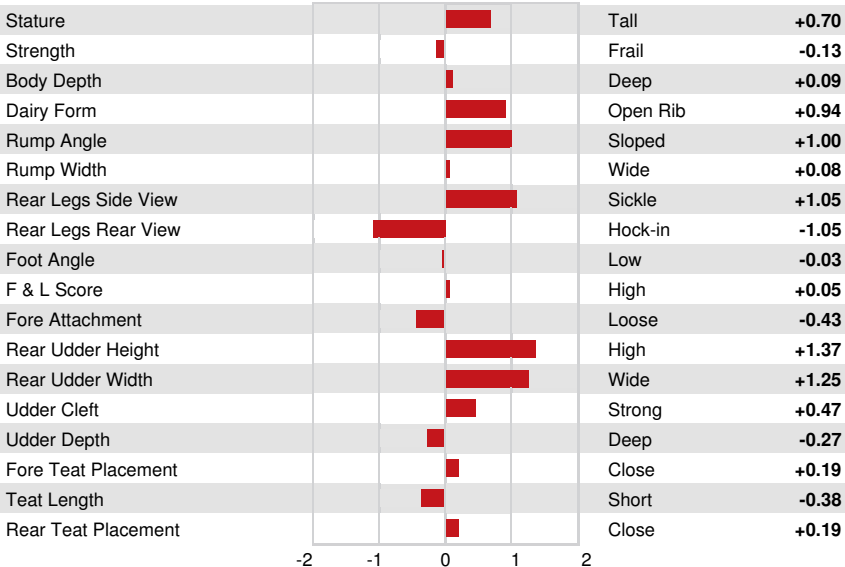 Stature Tall +0.70
Strength Frail -0.13
Body Depth Deep +0.09
Dairy Form Open Rib +0.94
Rump Angle Sloped +1.00
Rump Width Wide +0.08
Rear Legs Side View Sickle +1.05
Rear Legs Rear View Hock-in -1.05
Foot Angle Low -0.03
F & L Score High +0.05
Fore Attachment Loose -0.43
Rear Udder Height High +1.37
Rear Udder Width Wide +1.25
Udder Cleft Strong +0.47
Udder Depth Deep -0.27
Fore Teat Placement Close +0.19
Teat Length Short -0.38
Rear Teat Placement Close +0.19
-2 -1 0 1 2